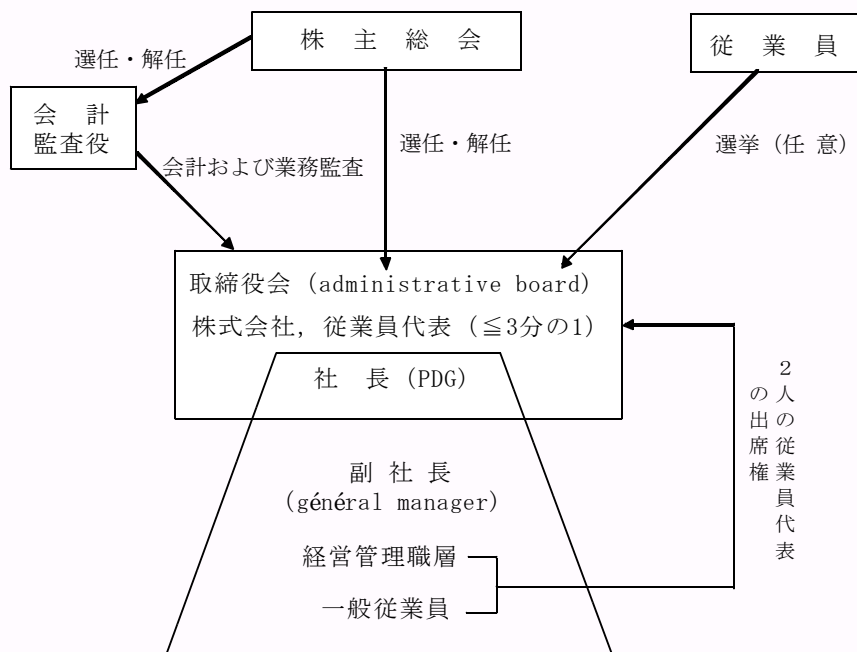 株 主 総 会
従 業 員
選任・解任
会 計
監査役
選任・解任
選挙（任 意）
会計および業務監査
取締役会（administrative board）
株式会社，従業員代表（≦3分の1）
社 長（PDG）
2人の従業員代表
の出席権
副 社 長
(général manager)
経営管理職層
一般従業員